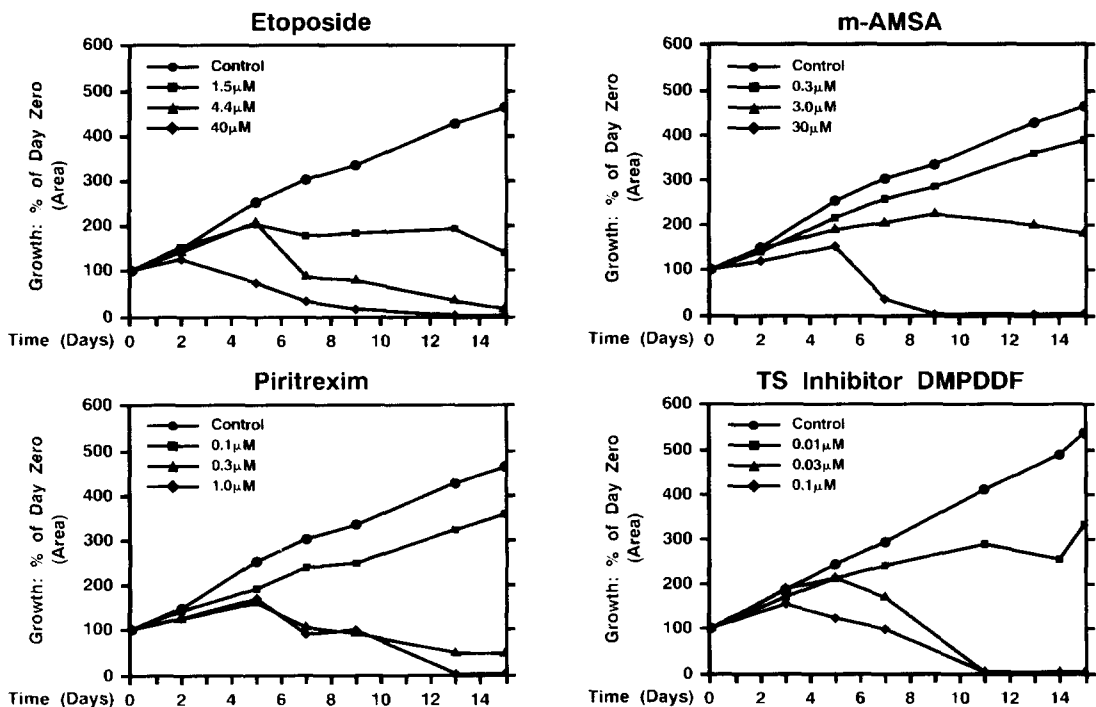 Etoposide
600
500
400
300
200
100
0
Growth: % of Day Zero
(Area)
Control
1.5μM
4.4μM
40μM
Time (Days) 0 2 4 6 8 10 12 14
m-AMSA
600
500
400
300
200
100
0
Growth: % of Day Zero
(Area)
Control
0.3μM
3.0μM
30μM
Time (Days) 0 2 4 6 8 10 12 14
Piritrexim
600
500
400
300
200
100
0
Growth: % of Day Zero
(Area)
Control
0.1μM
0.3μM
1.0μM
Time (Days) 0 2 4 6 8 10 12 14
TS Inhibitor DMPDDF
600
500
400
300
200
100
0
Growth: % of Day Zero
(Area)
Control
0.01μM
0.03μM
0.1μM
Time (Days) 0 2 4 6 8 10 12 14